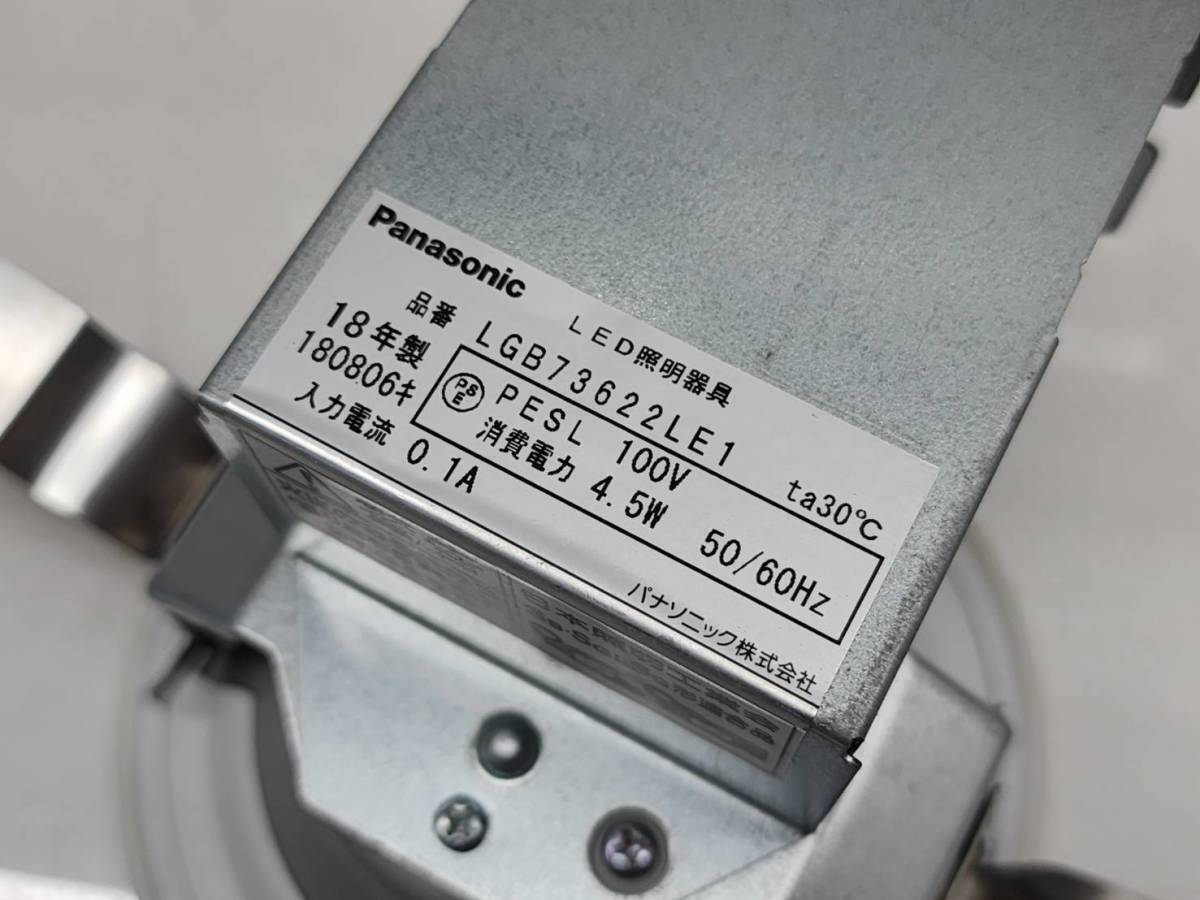 Panasonic
LED照明器具
品番 LGB73622LE1 ta30℃
18年製
180806ｷ
PS
E
PESL 100V
消費電力 4.5W 50/60Hz
入力電流 0.1A
パナソニック株式会社